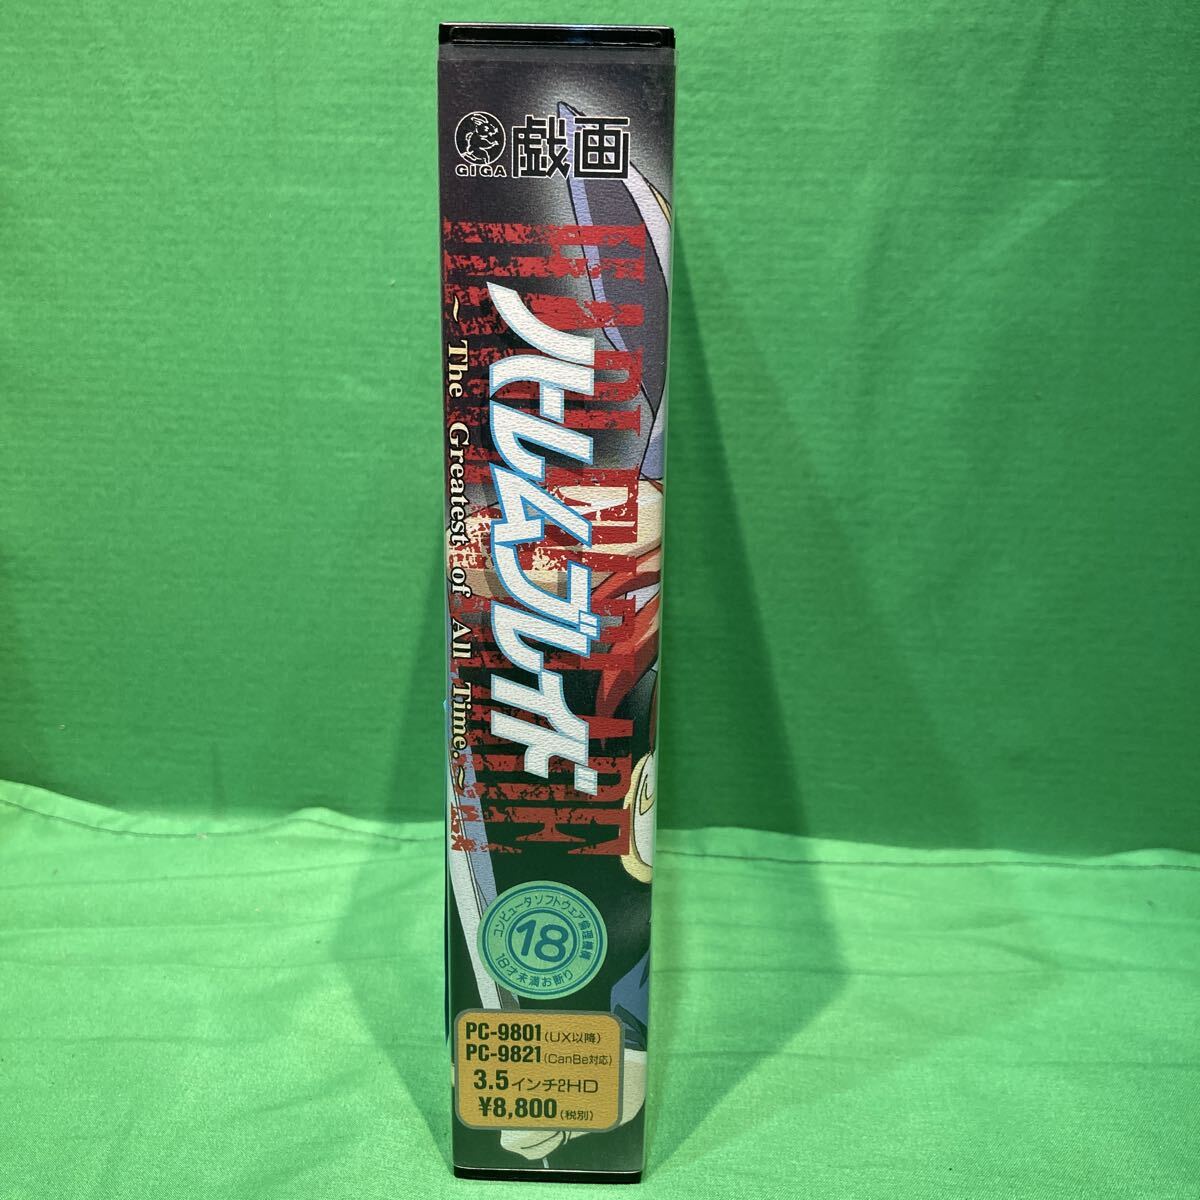 GIGA
戯画
ハーレムブレイド
～ The Greatest of All Time. ～
コンピュータソフトウェア倫理機構
18
18才未満お断り
PC-9801 (UX以降)
PC-9821 (CanBe対応)
3.5インチ2HD
¥8,800 (税別)